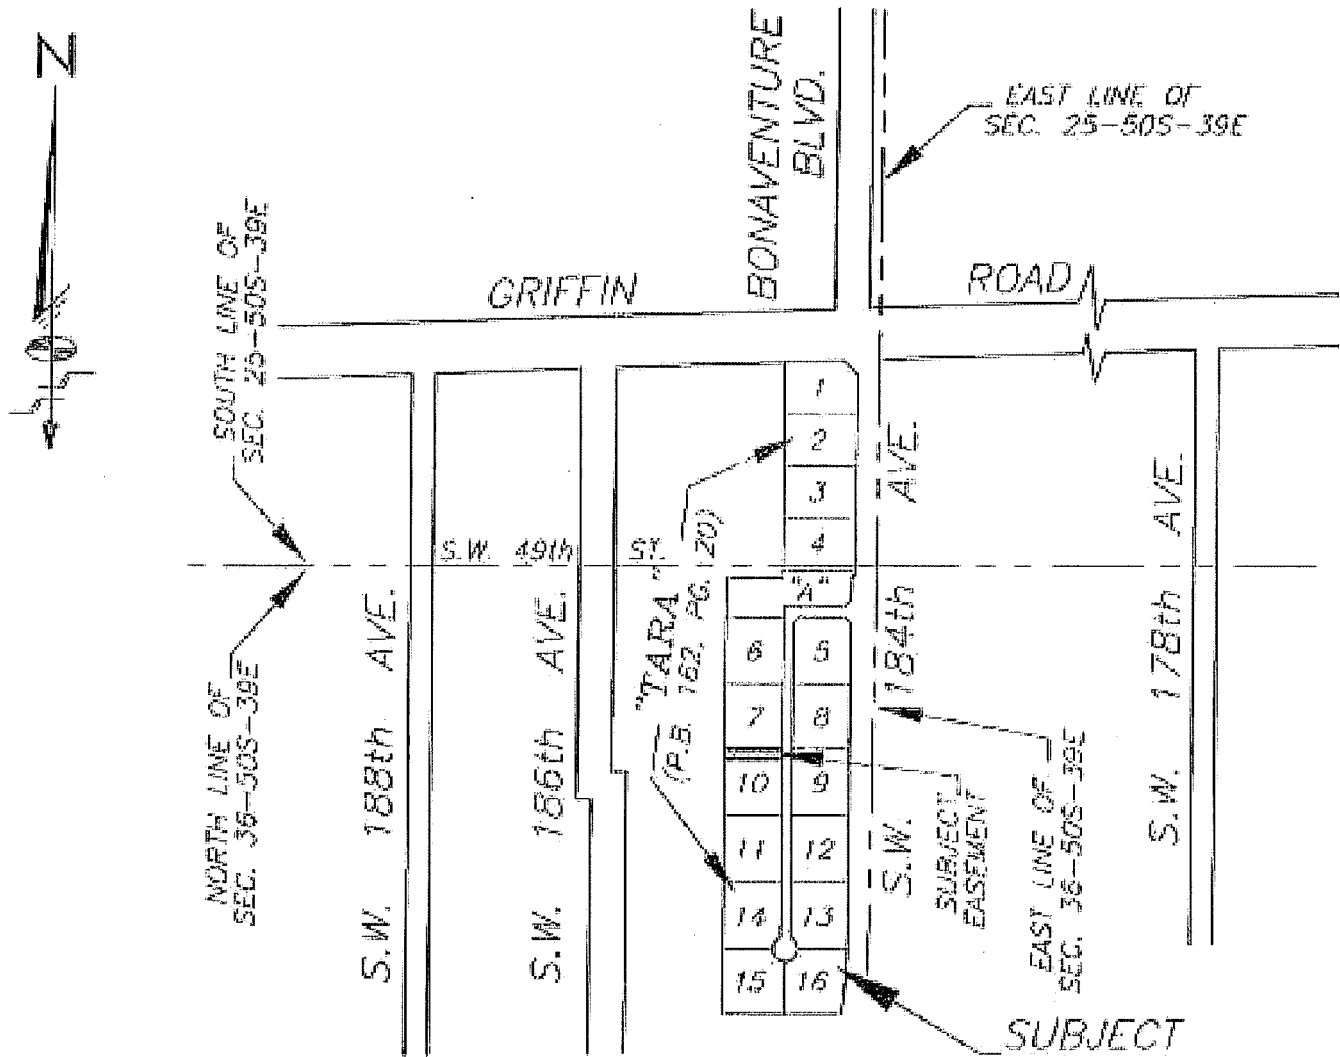 N
BONAVENTURE
BLVD.
EAST LINE OF
SEC. 25-50S-39E
SOUTH LINE OF
SEC. 25-50S-39E
GRIFFIN
ROAD
1
2
3
4
S.W. 49th ST.
"A"
"TARA"
(P.B. 162, PG. 20)
6
5
7
8
10
9
11
12
14
13
15
16
S.W. 184th AVE.
S.W. 178th AVE.
S.W. 188th AVE.
S.W. 186th AVE.
NORTH LINE OF
SEC. 36-50S-39E
SUBJECT
EASEMENT
EAST LINE OF
SEC. 36-50S-39E
SUBJECT